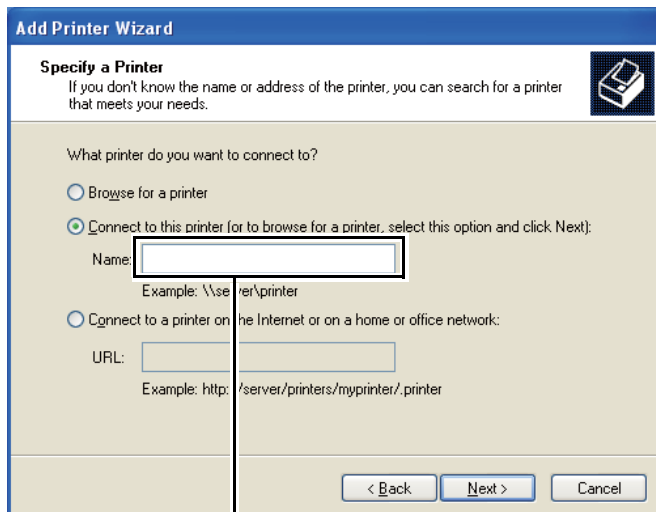 Add Printer Wizard
Specify a Printer
If you don't know the name or address of the printer, you can search for a printer
that meets your needs.
What printer do you want to connect to?
Browse for a printer
Connect to this printer (or to browse for a printer, select this option and click Next):
Name:
Example: \\server\printer
Connect to a printer on the Internet or on a home or office network:
URL:
Example: http://server/printers/myprinter/.printer
< Back Next > Cancel